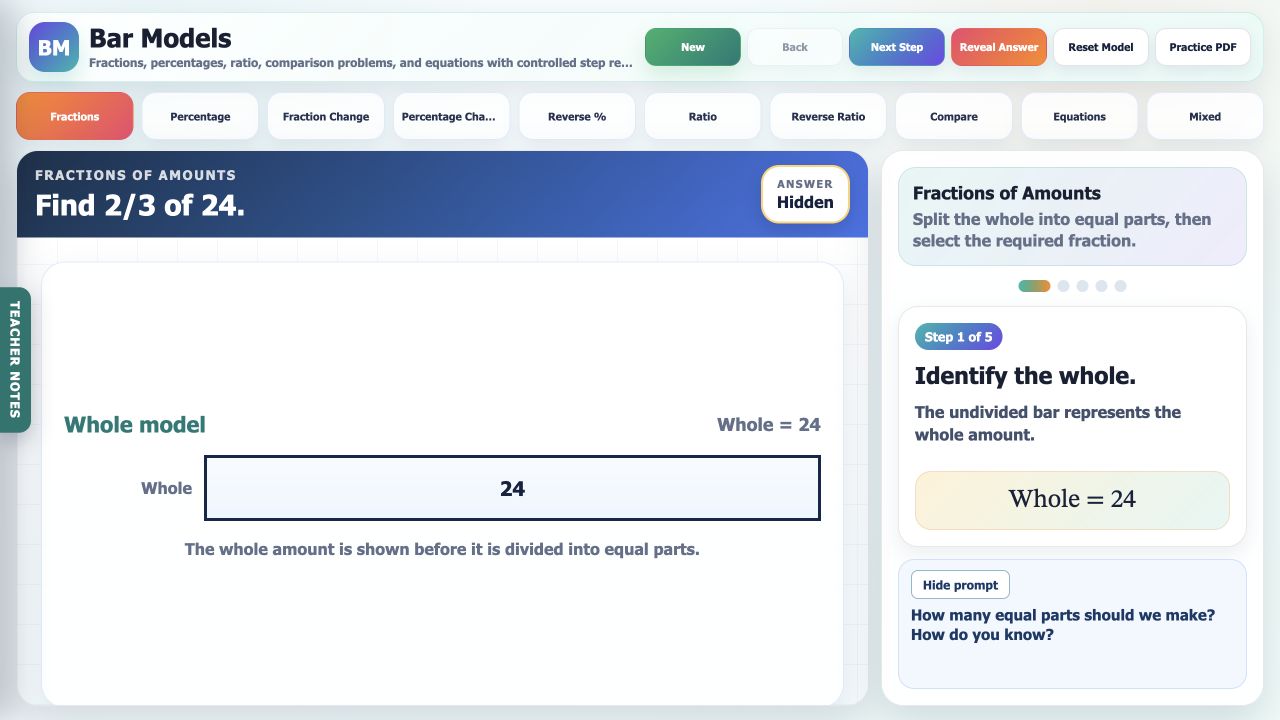 BM
Bar Models
Fractions, percentages, ratio, comparison problems, and equations with controlled step re...
New
Back
Next Step
Reveal Answer
Reset Model
Practice PDF
Fractions
Percentage
Fraction Change
Percentage Cha...
Reverse %
Ratio
Reverse Ratio
Compare
Equations
Mixed
FRACTIONS OF AMOUNTS
Find 2/3 of 24.
ANSWER
Hidden
TEACHER NOTES
Whole model
Whole = 24
Whole
24
The whole amount is shown before it is divided into equal parts.
Fractions of Amounts
Split the whole into equal parts, then
select the required fraction.
Step 1 of 5
Identify the whole.
The undivided bar represents the
whole amount.
Whole = 24
Hide prompt
How many equal parts should we make?
How do you know?